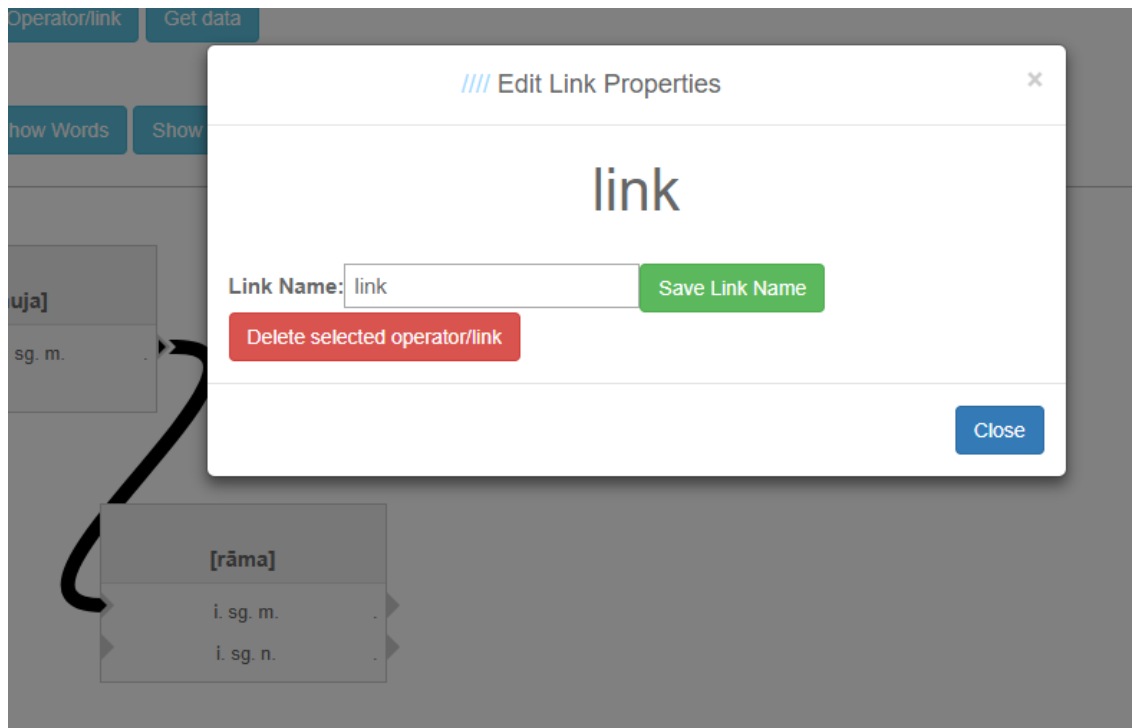 Operator/link Get data
//// Edit Link Properties ×
how Words Show
link
uja]
Link Name: link Save Link Name
Delete selected operator/link
sg. m. .
Close
[rāma]
i. sg. m. .
i. sg. n. .